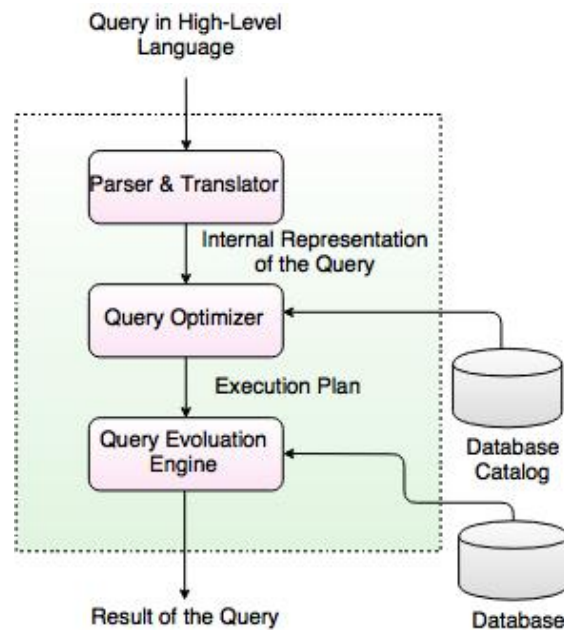 Query in High-Level
Language
Parser & Translator
Internal Representation
of the Query
Query Optimizer
Execution Plan
Database
Catalog
Query Evoluation
Engine
Result of the Query
Database